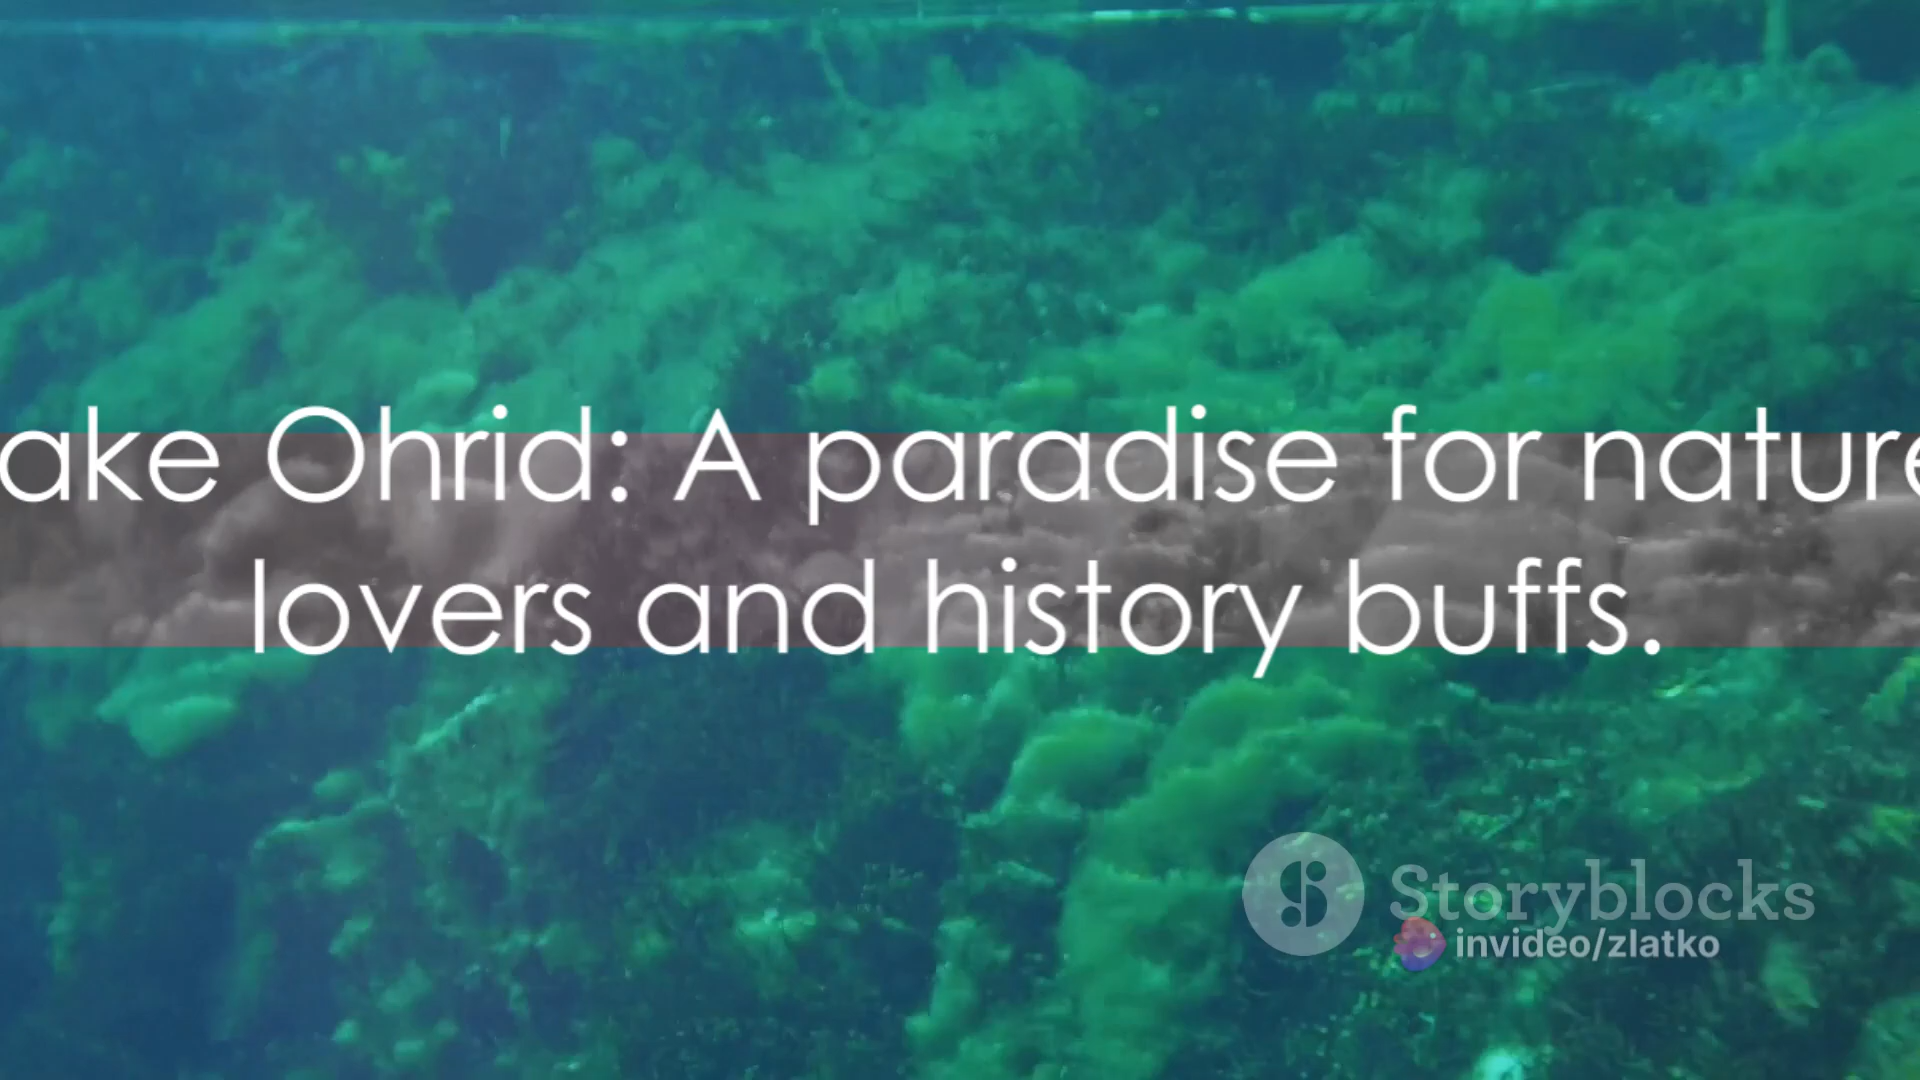 ake Ohrid: A paradise for nature
lovers and history buffs.
Storyblocks
invideo/zlatko